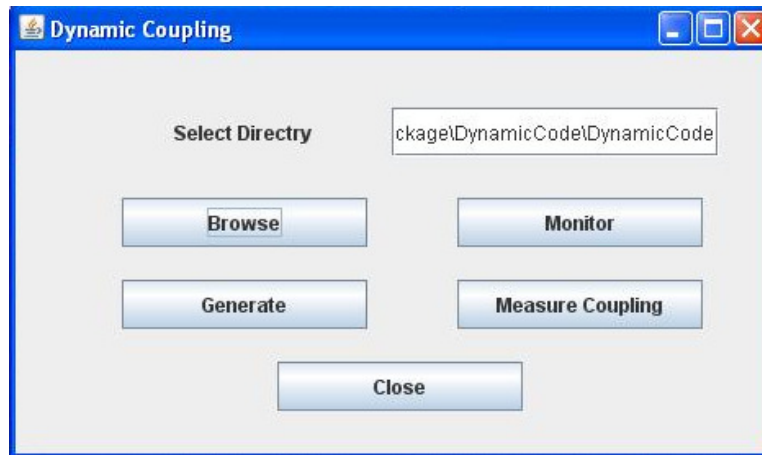 Dynamic Coupling
Select Directry
ckage\DynamicCode\DynamicCode
Browse
Monitor
Generate
Measure Coupling
Close